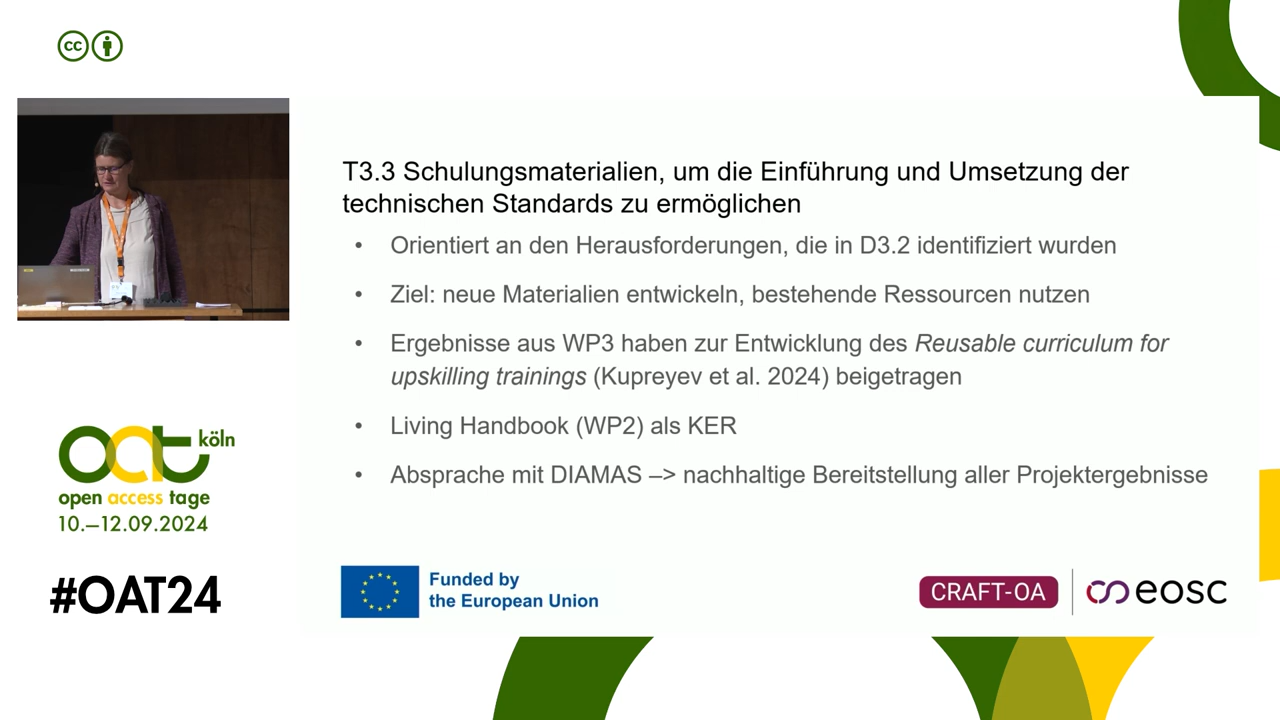 cc
T3.3 Schulungsmaterialien, um die Einführung und Umsetzung der
technischen Standards zu ermöglichen
• Orientiert an den Herausforderungen, die in D3.2 identifiziert wurden
• Ziel: neue Materialien entwickeln, bestehende Ressourcen nutzen
• Ergebnisse aus WP3 haben zur Entwicklung des Reusable curriculum for
upskilling trainings (Kupreyev et al. 2024) beigetragen
• Living Handbook (WP2) als KER
• Absprache mit DIAMAS –> nachhaltige Bereitstellung aller Projektergebnisse
oat köln
open access tage
10.–12.09.2024
#OAT24
Funded by
the European Union
CRAFT-OA
eosc